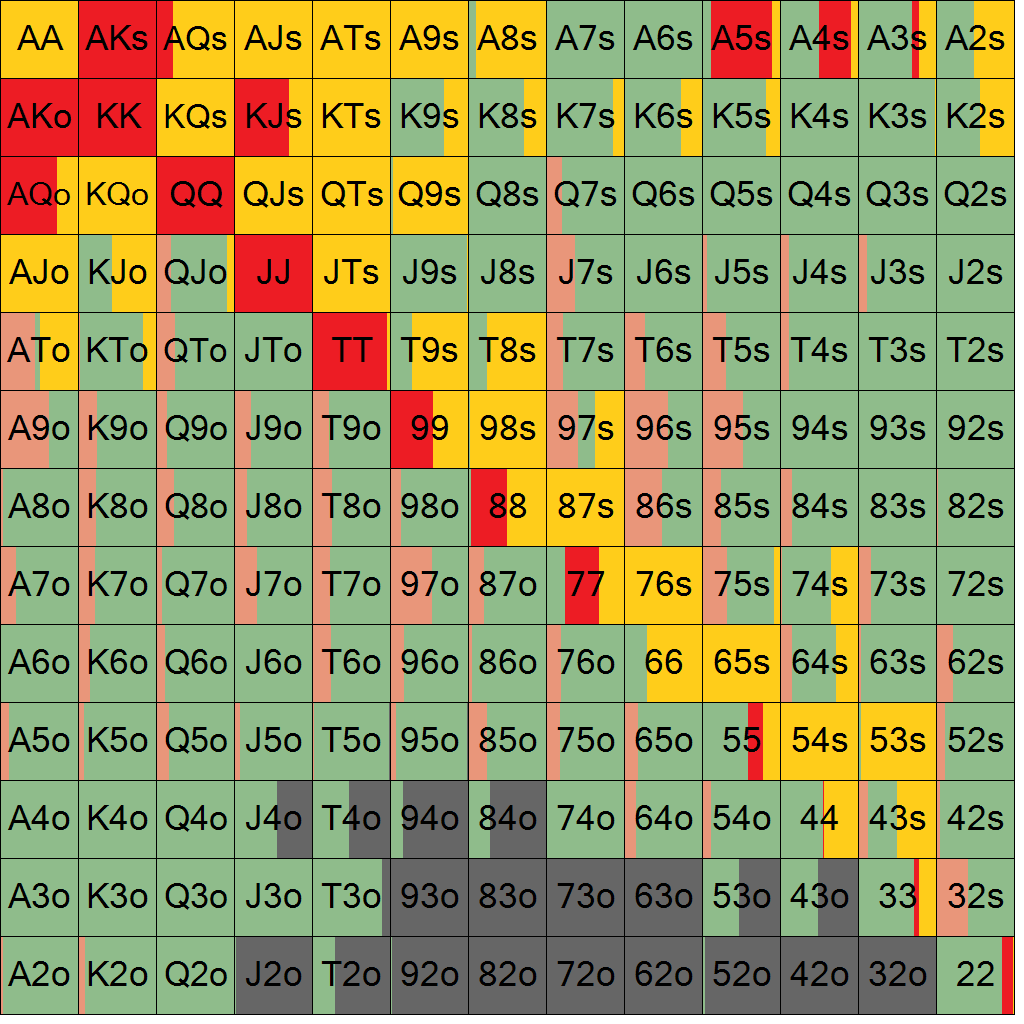 AA AKs AQs AJs ATs A9s A8s A7s A6s A5s A4s A3s A2s
AKo KK KQs KJs KTs K9s K8s K7s K6s K5s K4s K3s K2s
AQo KQo QQ QJs QTs Q9s Q8s Q7s Q6s Q5s Q4s Q3s Q2s
AJo KJo QJo JJ JTs J9s J8s J7s J6s J5s J4s J3s J2s
ATo KTo QTo JTo TT T9s T8s T7s T6s T5s T4s T3s T2s
A9o K9o Q9o J9o T9o 99 98s 97s 96s 95s 94s 93s 92s
A8o K8o Q8o J8o T8o 98o 88 87s 86s 85s 84s 83s 82s
A7o K7o Q7o J7o T7o 97o 87o 77 76s 75s 74s 73s 72s
A6o K6o Q6o J6o T6o 96o 86o 76o 66 65s 64s 63s 62s
A5o K5o Q5o J5o T5o 95o 85o 75o 65o 55 54s 53s 52s
A4o K4o Q4o J4o T4o 94o 84o 74o 64o 54o 44 43s 42s
A3o K3o Q3o J3o T3o 93o 83o 73o 63o 53o 43o 33 32s
A2o K2o Q2o J2o T2o 92o 82o 72o 62o 52o 42o 32o 22